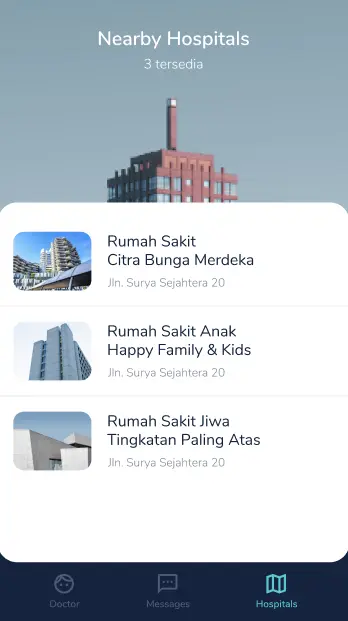 Nearby Hospitals
3 tersedia
Rumah Sakit
Citra Bunga Merdeka
Jln. Surya Sejahtera 20
Rumah Sakit Anak
Happy Family & Kids
Jln. Surya Sejahtera 20
Rumah Sakit Jiwa
Tingkatan Paling Atas
Jln. Surya Sejahtera 20
Doctor
Messages
Hospitals